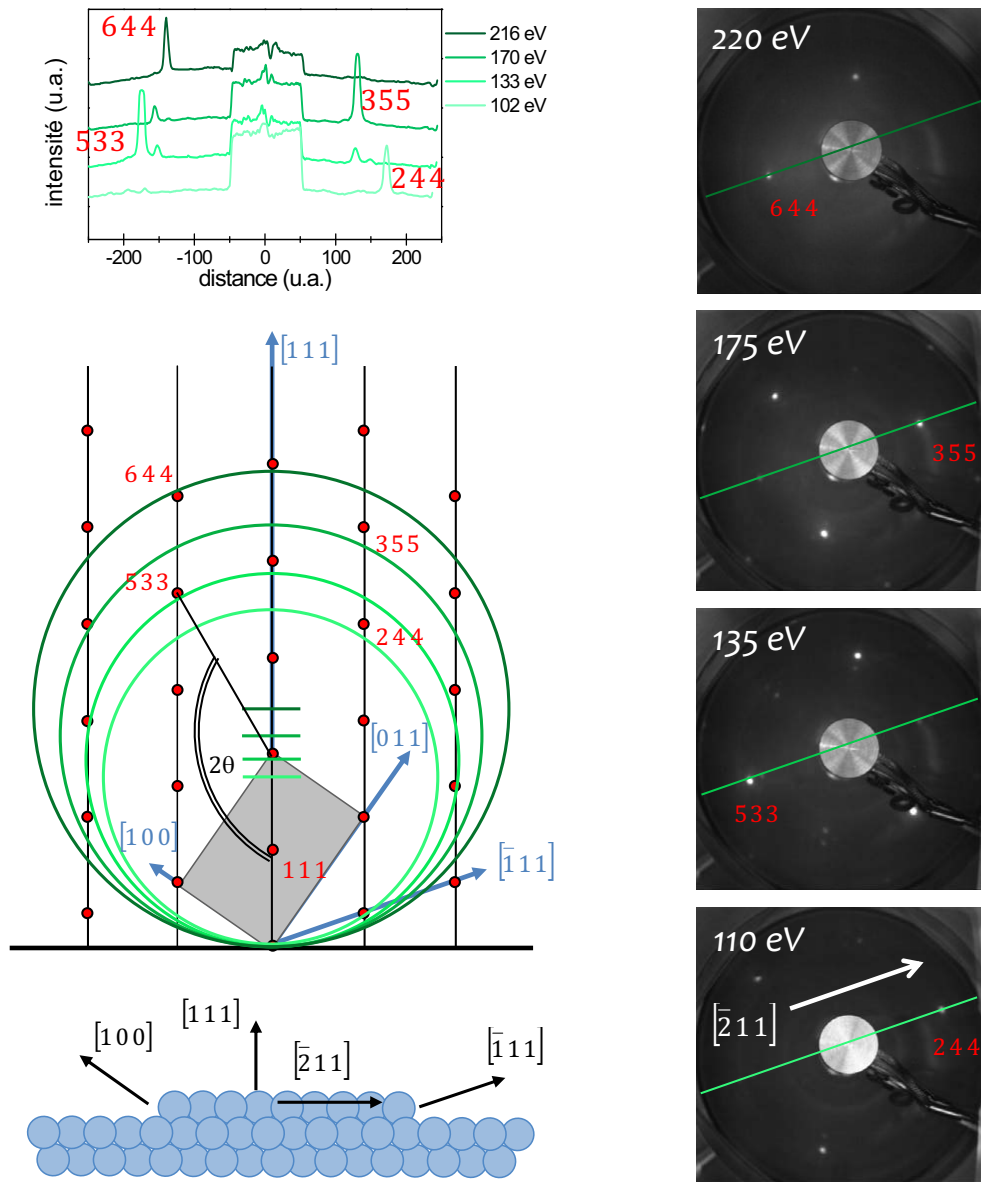 644
216 eV
170 eV
133 eV
102 eV
355
533
244
intensité (u.a.)
-200 -100 0 100 200
distance (u.a.)
220 eV
644
175 eV
355
135 eV
533
110 eV
[2̄11]
244
[111]
644
355
533
244
[011]
2θ
[100]
111
[1̄11]
[111]
[100]
[2̄11]
[1̄11]